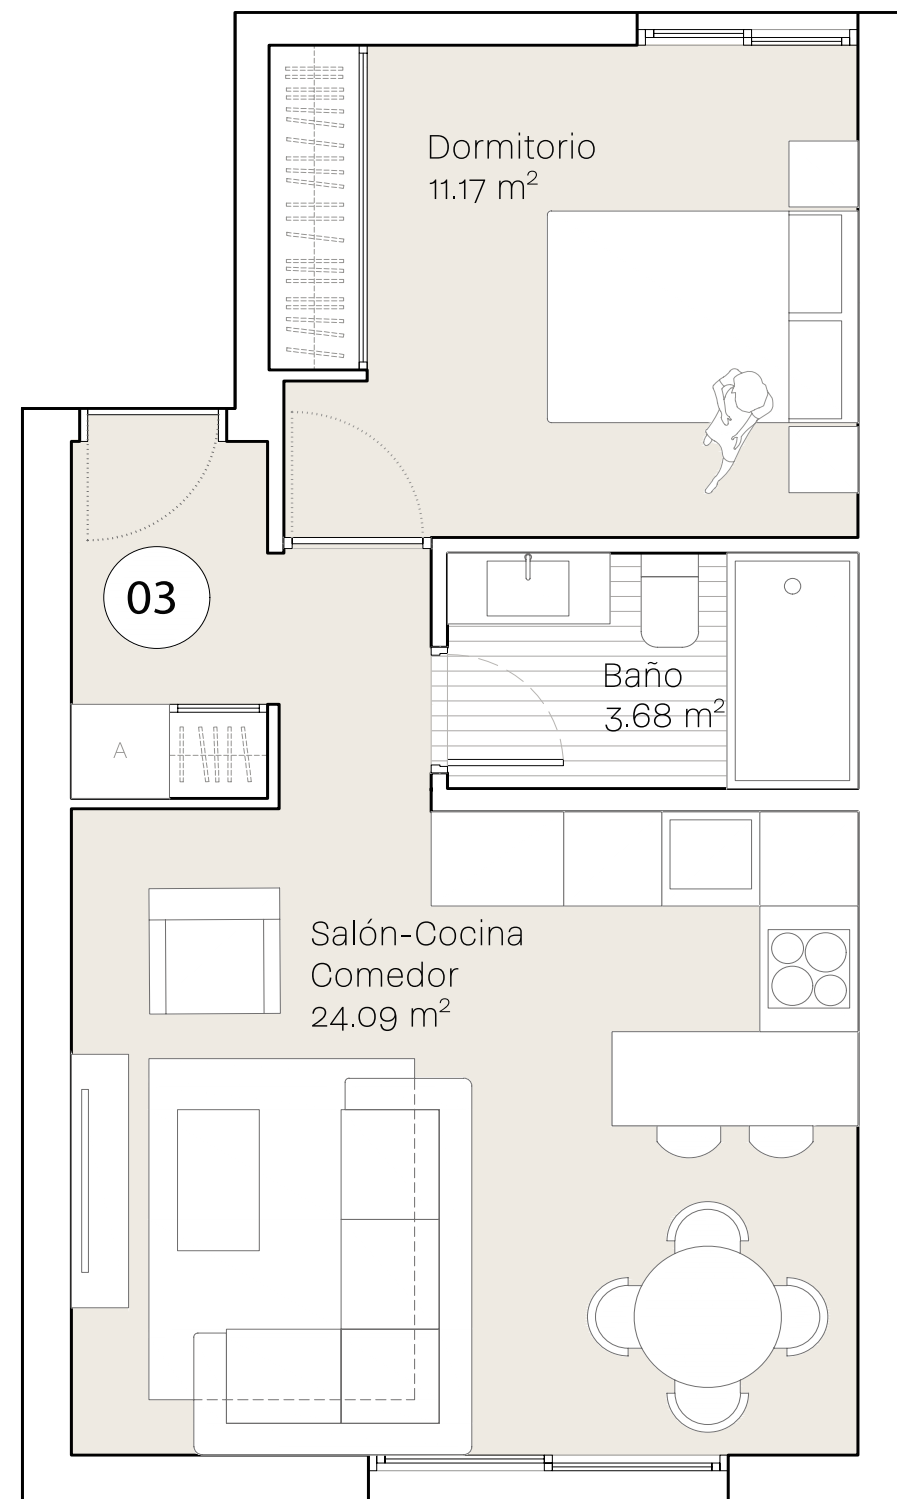 Dormitorio
11.17 m²
03
Baño
3.68 m²
A
Salón-Cocina
Comedor
24.09 m²